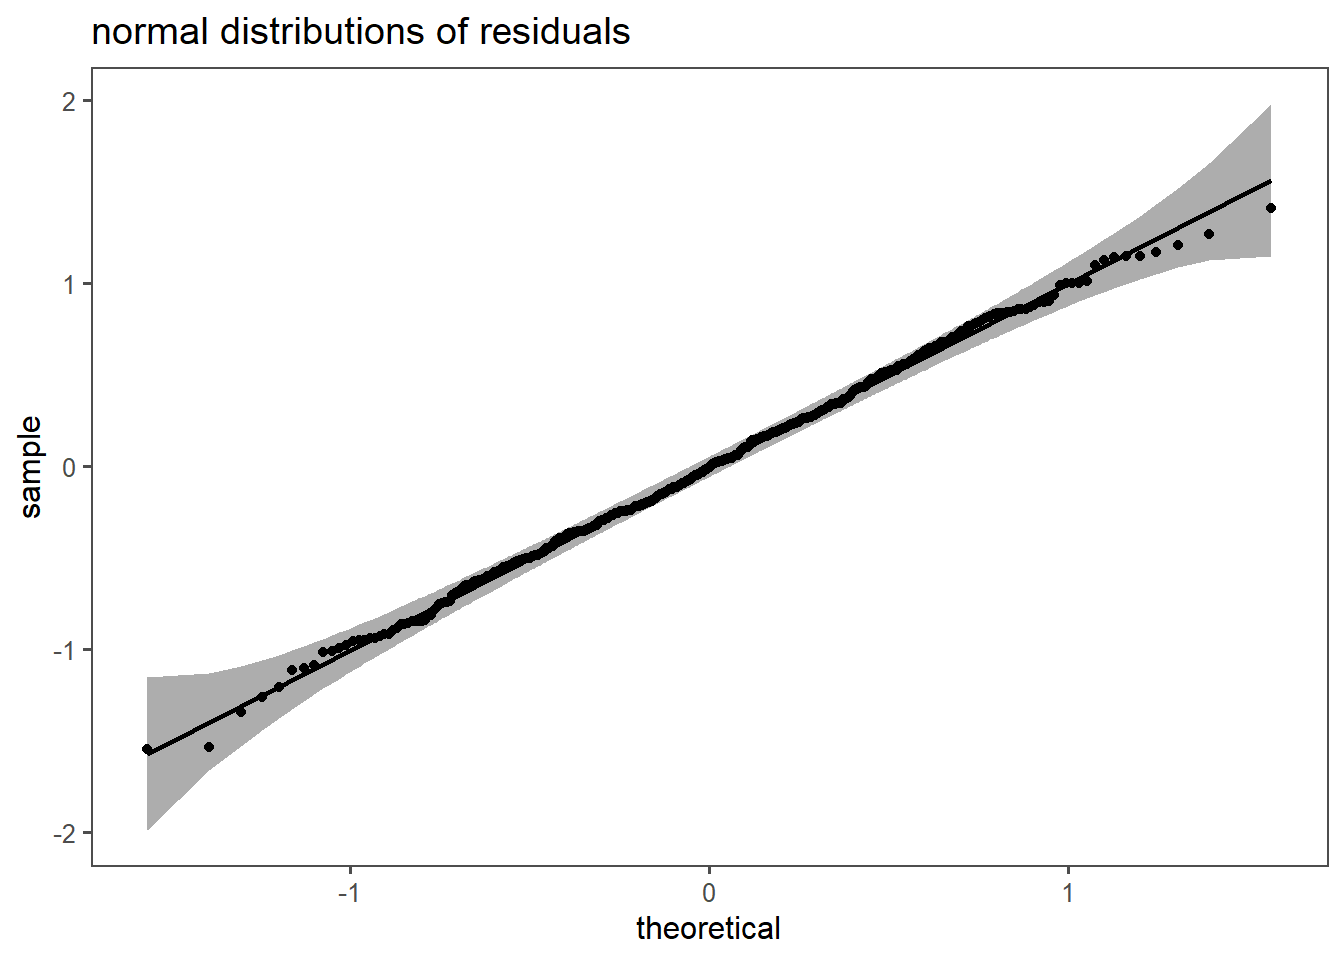 normal distributions of residuals
2
1
0
-1
-2
sample
-1
0
1
theoretical